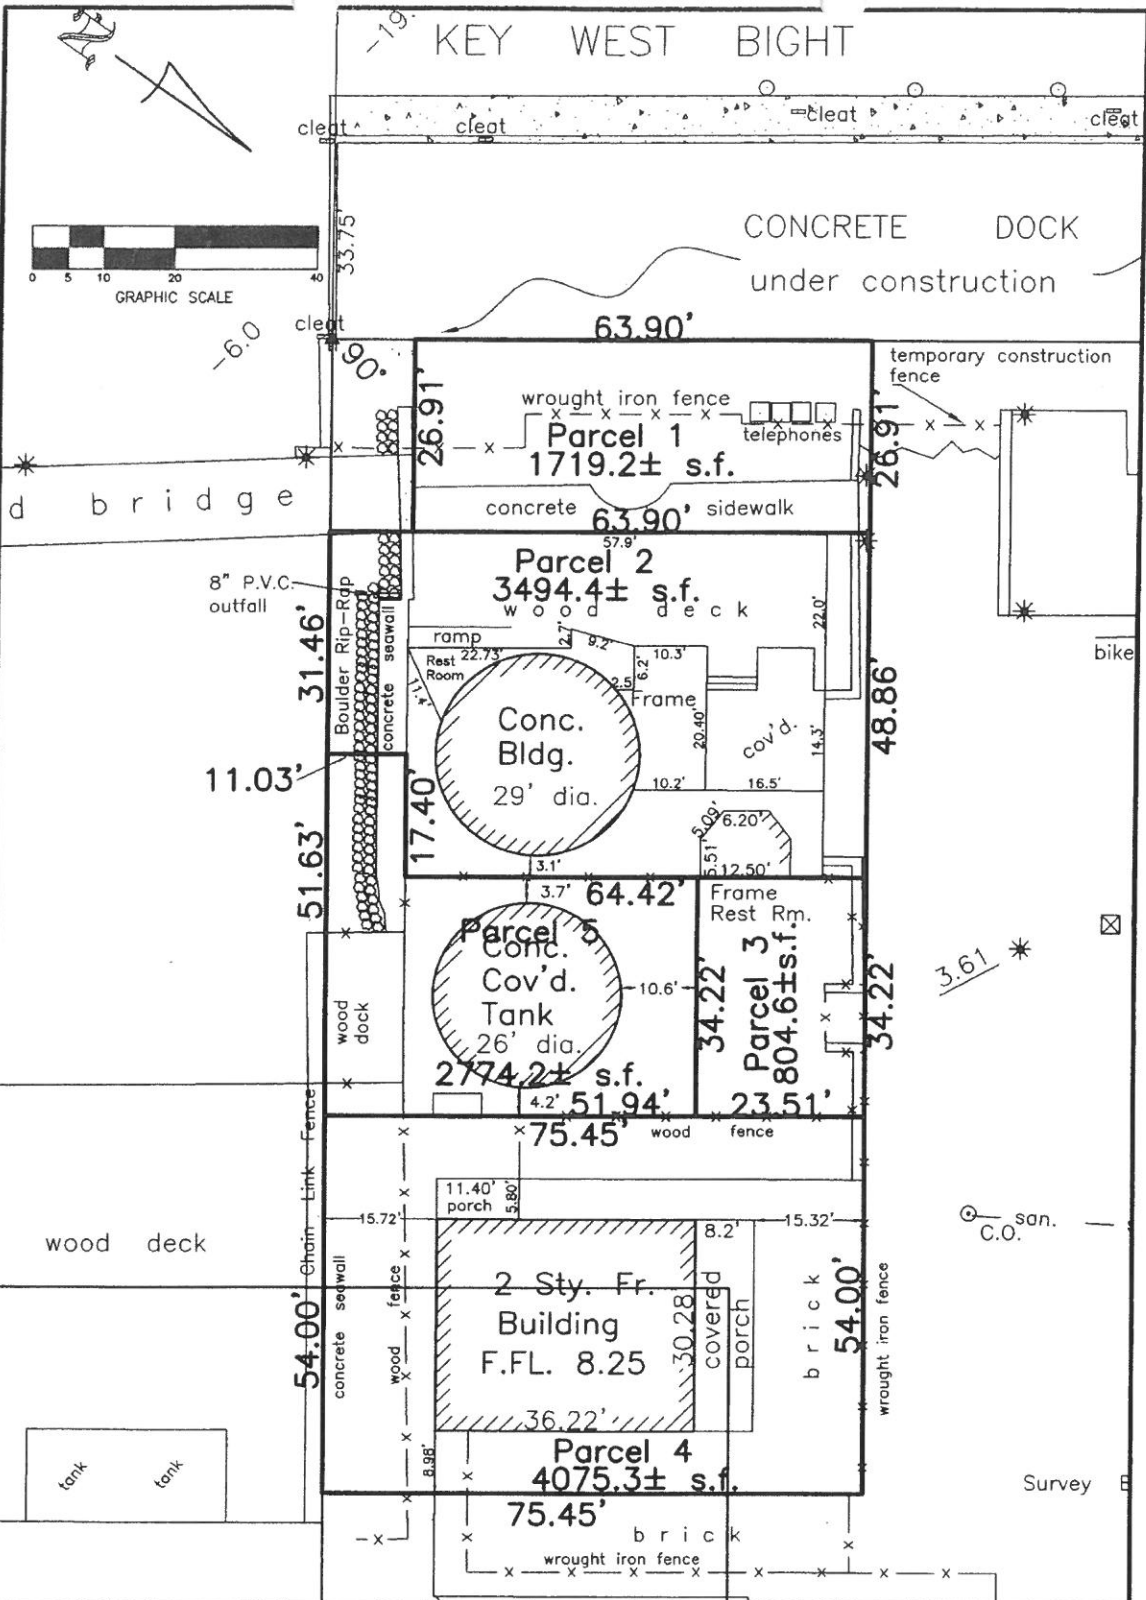 N
-19.
KEY WEST BIGHT
cleat
cleat
cleat
cleat
33.75'
0 5 10 20 40
GRAPHIC SCALE
CONCRETE DOCK
under construction
cleat
-6.0
90°
63.90'
temporary construction
fence
26.91'
wrought iron fence
Parcel 1
1719.2± s.f.
telephones
26.91'
d bridge
concrete sidewalk
63.90'
57.9'
Parcel 2
3494.4± s.f.
wood deck
8" P.V.C.
outfall
31.46'
Boulder Rip-Rap
concrete seawall
ramp
22.73'
Rest
Room
11.4'
2.7'
9.2'
10.3'
6.2'
2.5'
Frame
22.0'
48.86'
bike
Conc.
Bldg.
29' dia.
20.40'
cov'd.
14.3'
10.2'
16.5'
11.03'
17.40'
5.09'
6.20'
5.51'
12.50'
3.1'
51.63'
3.7'
64.42'
Frame
Rest Rm.
Parcel 5
Conc.
Cov'd.
Tank
26' dia.
2774.2± s.f.
10.6'
34.22'
Parcel 3
804.6±s.f.
34.22'
3.61
wood
dock
4.2'
51.94'
23.51'
75.45'
wood fence
Chain Link Fence
11.40'
porch
5.80'
15.72'
8.2'
15.32'
san.
C.O.
wood deck
54.00'
concrete seawall
wood fence
2 Sty. Fr.
Building
F.FL. 8.25
30.28'
covered
porch
brick
54.00'
wrought iron fence
36.22'
tank
tank
8.98'
Parcel 4
4075.3± s.f.
75.45'
Survey
brick
wrought iron fence